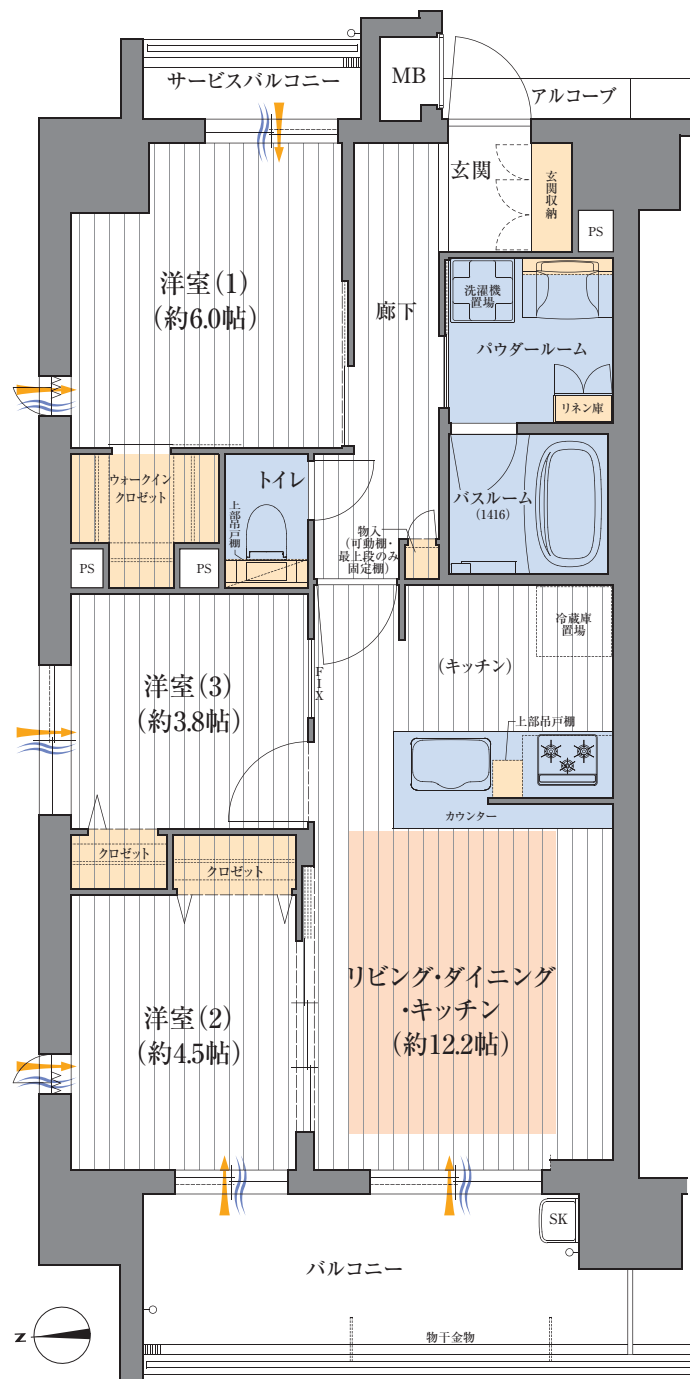 サービスバルコニー
MB
アルコーブ
玄関
玄関収納
PS
洋室(1)
(約6.0帖)
廊下
洗濯機
置場
パウダールーム
リネン庫
ウォークイン
クロゼット
トイレ
上部吊戸棚
バスルーム
(1416)
物入
(可動棚・
最上段のみ
固定棚)
PS
PS
冷蔵庫
置場
(キッチン)
FIX
洋室(3)
(約3.8帖)
上部吊戸棚
カウンター
クロゼット
クロゼット
リビング・ダイニング
・キッチン
(約12.2帖)
洋室(2)
(約4.5帖)
SK
バルコニー
物干金物
N